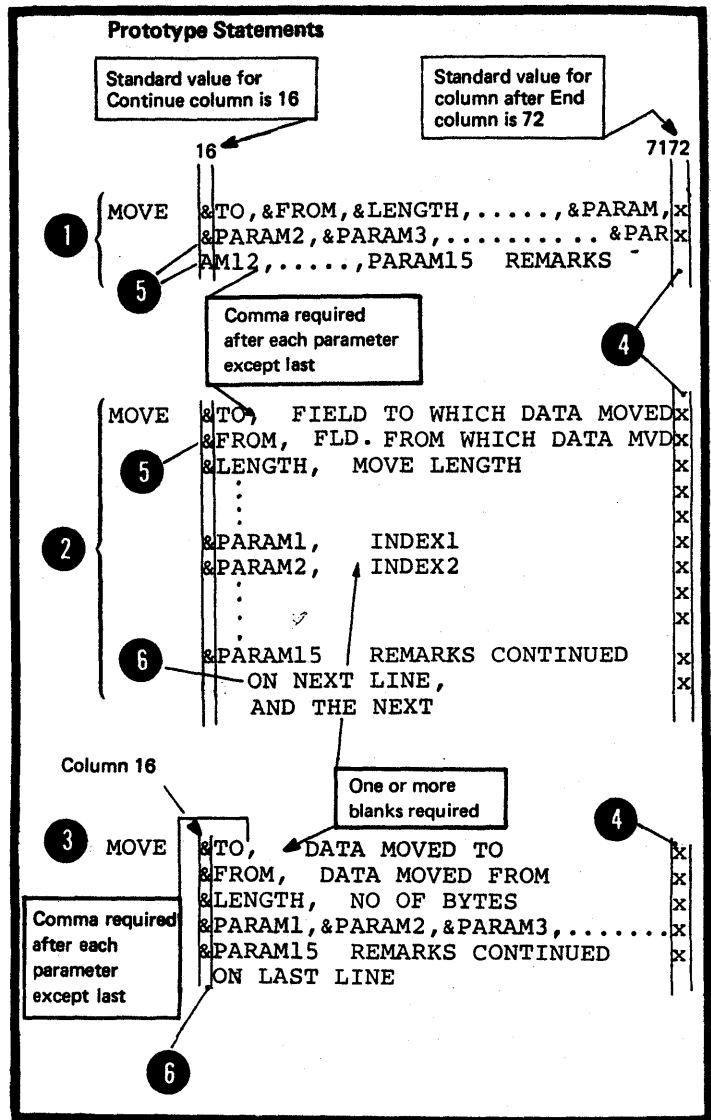 Prototype Statements
Standard value for
Continue column is 16
Standard value for
column after End
column is 72
16
7172
1
MOVE &TO,&FROM,&LENGTH,......,&PARAM,x
&PARAM2,&PARAM3,.......... &PARx
5
AM12,......,PARAM15 REMARKS
Comma required
after each parameter
except last
4
2
MOVE &TO, FIELD TO WHICH DATA MOVEDx
&FROM, FLD. FROM WHICH DATA MVDx
5
&LENGTH, MOVE LENGTH x
x
x
&PARAM1, INDEX1 x
&PARAM2, INDEX2 x
x
x
6
&PARAM15 REMARKS CONTINUED x
ON NEXT LINE, x
AND THE NEXT
Column 16
One or more
blanks required
4
3
MOVE &TO, DATA MOVED TO x
&FROM, DATA MOVED FROM x
&LENGTH, NO OF BYTES x
&PARAM1,&PARAM2,&PARAM3,.......x
&PARAM15 REMARKS CONTINUED x
ON LAST LINE
Comma required
after each
parameter
except last
6